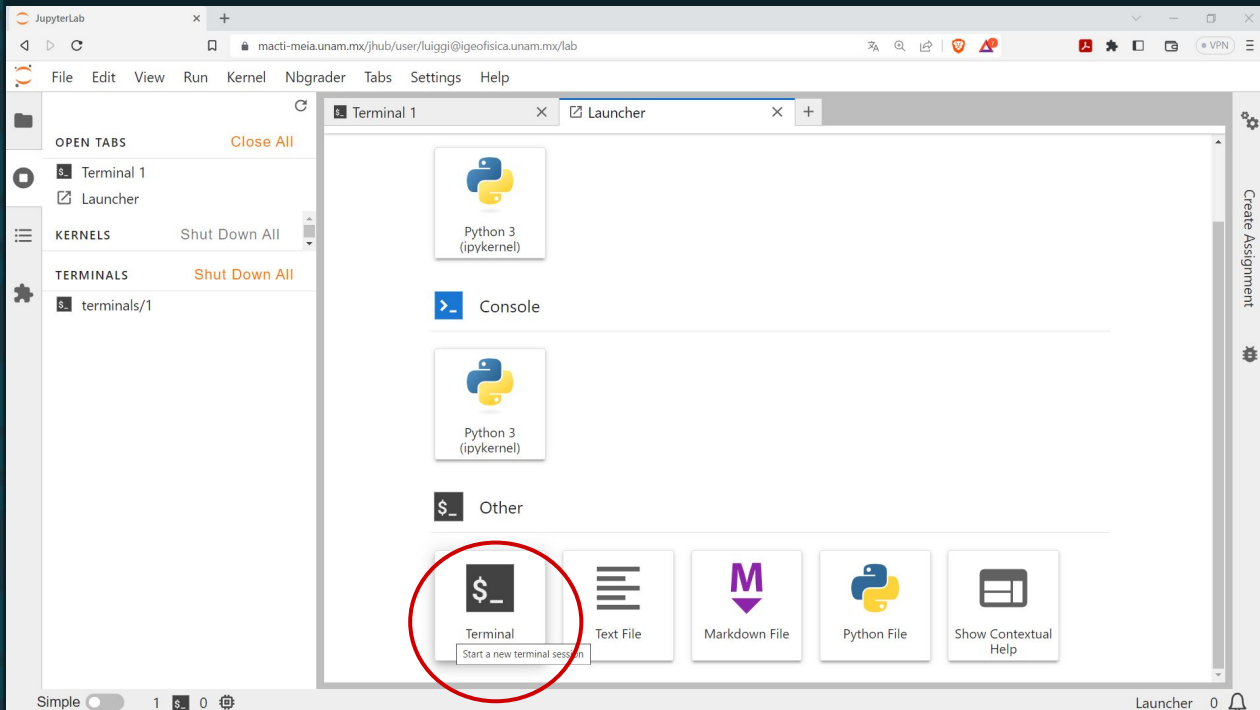 JupyterLab
macti-meia.unam.mx/jhub/user/luiggi@igeofisica.unam.mx/lab
VPN
File Edit View Run Kernel Nbgrader Tabs Settings Help
OPEN TABS Close All
Terminal 1
Launcher
KERNELS Shut Down All
TERMINALS Shut Down All
terminals/1
Terminal 1
Launcher
Python 3
(ipykernel)
Console
Python 3
(ipykernel)
$_ Other
$_
Terminal
Start a new terminal session
Text File
M
Markdown File
Python File
Show Contextual
Help
Create Assignment
Simple 1 $_ 0
Launcher 0